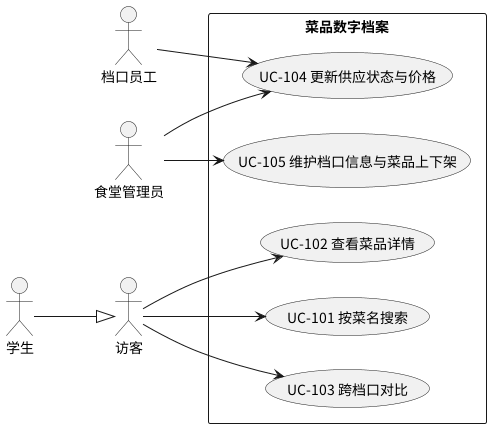 菜品数字档案
档口员工
UC-104 更新供应状态与价格
食堂管理员
UC-105 维护档口信息与菜品上下架
UC-102 查看菜品详情
学生
访客
UC-101 按菜名搜索
UC-103 跨档口对比